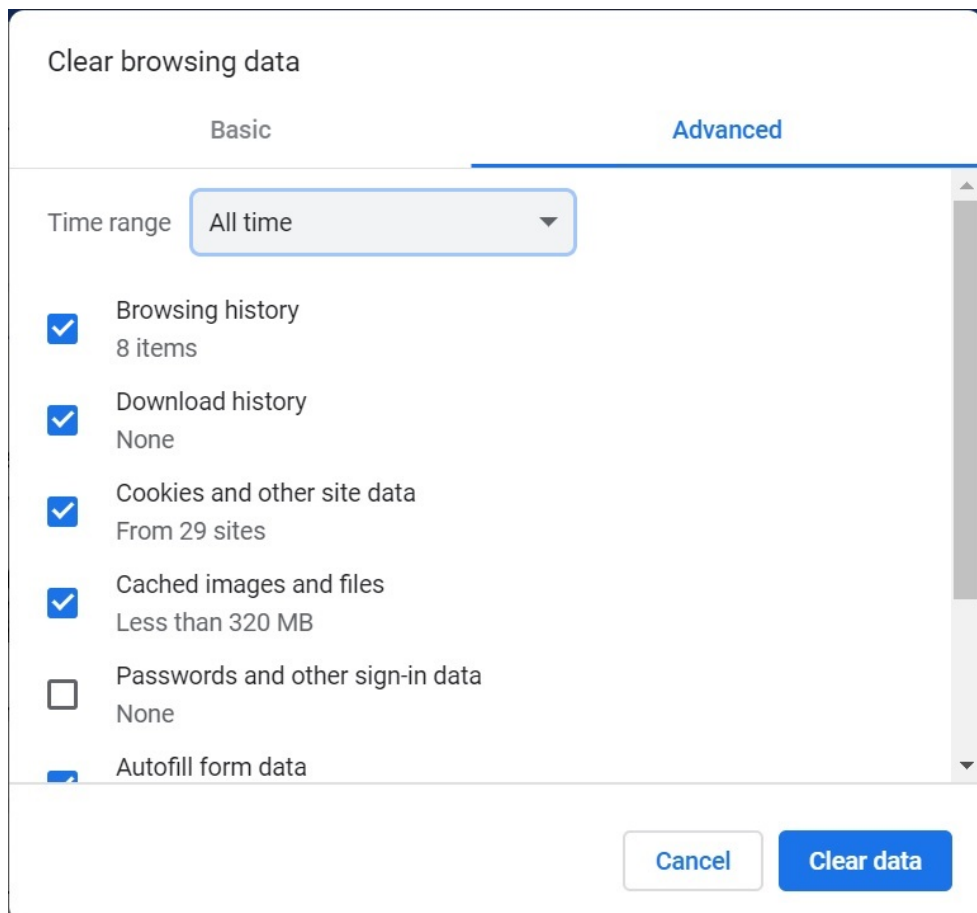 Clear browsing data
Basic
Advanced
Time range
All time
Browsing history
8 items
Download history
None
Cookies and other site data
From 29 sites
Cached images and files
Less than 320 MB
Passwords and other sign-in data
None
Autofill form data
Cancel
Clear data